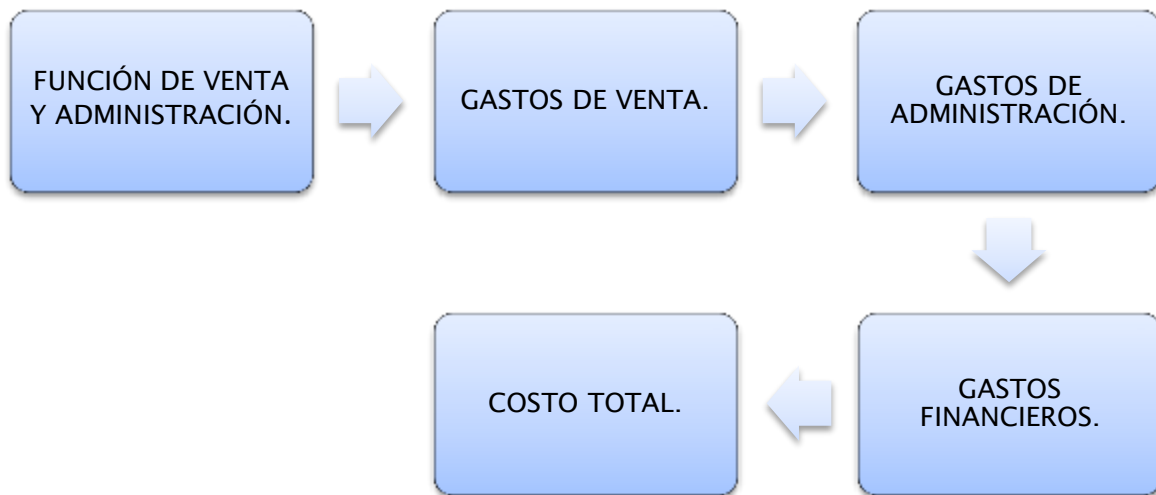 FUNCIÓN DE VENTA
Y ADMINISTRACIÓN.
GASTOS DE VENTA.
GASTOS DE
ADMINISTRACIÓN.
GASTOS
FINANCIEROS.
COSTO TOTAL.